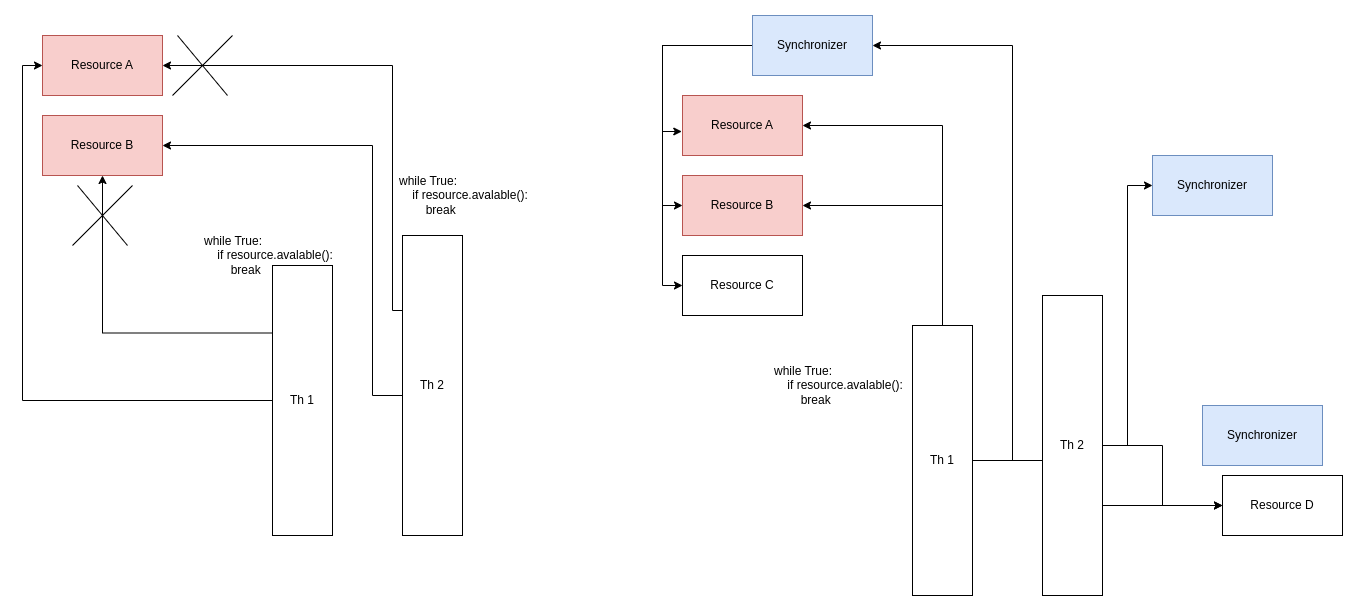 Resource A
Resource B
while True:
if resource.avalable():
break
while True:
if resource.avalable():
break
Th 1
Th 2
Synchronizer
Resource A
Resource B
Resource C
while True:
if resource.avalable():
break
Th 1
Th 2
Synchronizer
Synchronizer
Resource D